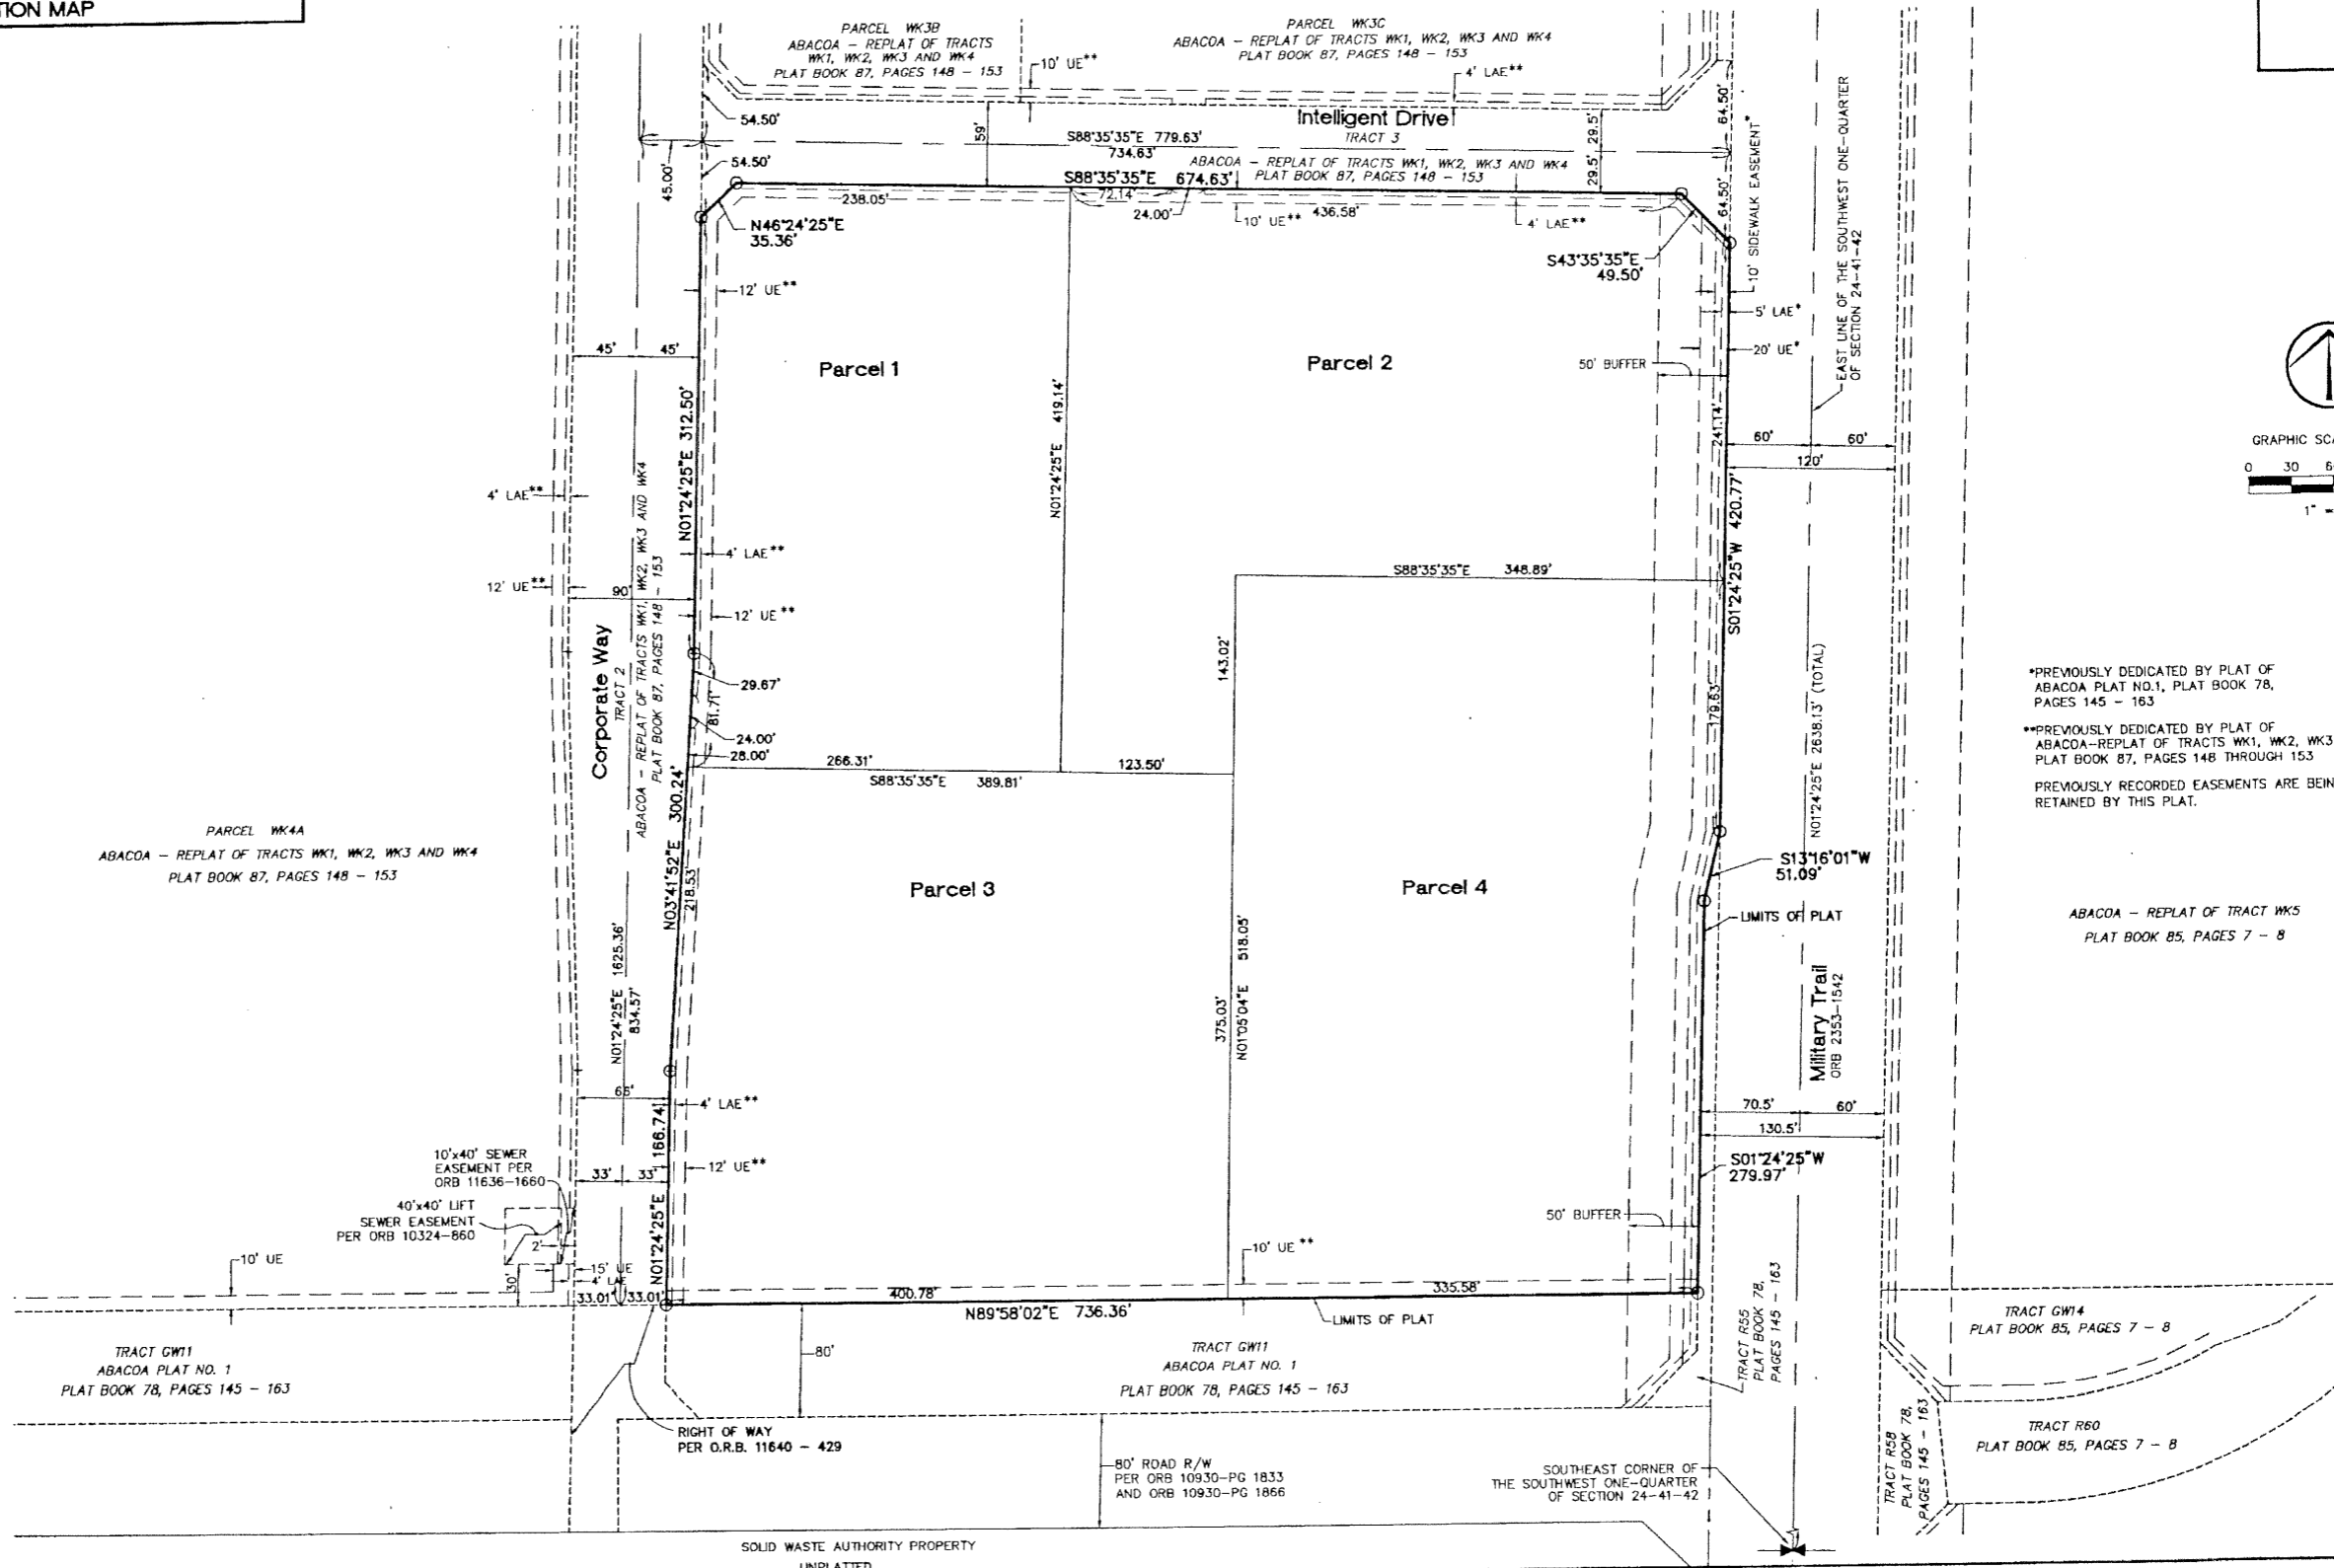 TION MAP
PARCEL WK3B
ABACOA - REPLAT OF TRACTS
WK1, WK2, WK3 AND WK4
PLAT BOOK 87, PAGES 148 - 153
PARCEL WK3C
ABACOA - REPLAT OF TRACTS WK1, WK2, WK3 AND WK4
PLAT BOOK 87, PAGES 148 - 153
10' UE**
4' LAE**
54.50'
59'
Intelligent Drive
TRACT 3
S88°35'35"E 779.63'
734.63'
29.5'
29.5'
64.50'
64.50'
45.00'
54.50'
ABACOA - REPLAT OF TRACTS WK1, WK2, WK3 AND WK4
PLAT BOOK 87, PAGES 148 - 153
S88°35'35"E 674.63'
72.14'
238.05'
24.00'
10' UE**
436.58'
4' LAE**
N46°24'25"E
35.36'
S43°35'35"E
49.50'
10' SIDEWALK EASEMENT*
EAST LINE OF THE SOUTHWEST ONE-QUARTER
OF SECTION 24-41-42
12' UE**
5' LAE*
20' UE*
50' BUFFER
45'
45'
Parcel 1
Parcel 2
N01°24'25"E 312.50'
N01°24'25"E 419.14'
241.14'
60'
60'
120'
GRAPHIC SCA
0 30 6
1" =
4' LAE**
4' LAE**
12' UE**
90'
12' UE**
S88°35'35"E 348.89'
S01°24'25"W 420.77'
Corporate Way
TRACT 2
ABACOA - REPLAT OF TRACTS WK1, WK2, WK3 AND WK4
PLAT BOOK 87, PAGES 148 - 153
29.67'
81.71'
24.00'
28.00'
143.02'
179.63'
N01°24'25"E 2638.13' (TOTAL)
*PREVIOUSLY DEDICATED BY PLAT OF
ABACOA PLAT NO.1, PLAT BOOK 78,
PAGES 145 - 163
**PREVIOUSLY DEDICATED BY PLAT OF
ABACOA-REPLAT OF TRACTS WK1, WK2, WK3
PLAT BOOK 87, PAGES 148 THROUGH 153
PREVIOUSLY RECORDED EASEMENTS ARE BEIN
RETAINED BY THIS PLAT.
266.31'
123.50'
S88°35'35"E 389.81'
PARCEL WK4A
ABACOA - REPLAT OF TRACTS WK1, WK2, WK3 AND WK4
PLAT BOOK 87, PAGES 148 - 153
N03°41'52"E 300.24'
218.53'
Parcel 3
Parcel 4
S13°16'01"W
51.09'
LIMITS OF PLAT
ABACOA - REPLAT OF TRACT WK5
PLAT BOOK 85, PAGES 7 - 8
N01°24'25"E 1625.36'
834.57'
375.03'
N01°05'04"E 518.05'
Military Trail
ORB 2353-1542
66'
4' LAE**
70.5'
60'
130.5'
N01°24'25"E 166.74'
12' UE**
10'x40' SEWER
EASEMENT PER
ORB 11636-1660
33'
33'
S01°24'25"W
279.97'
40'x40' LIFT
SEWER EASEMENT
PER ORB 10324-860
2'
50' BUFFER
10' UE
10' UE**
15' UE
4' LAE
30'
33.01'
33.01'
400.78'
335.58'
N89°58'02"E 736.36'
LIMITS OF PLAT
TRACT R55
PLAT BOOK 78,
PAGES 145 - 163
TRACT GW14
PLAT BOOK 85, PAGES 7 - 8
TRACT GW11
ABACOA PLAT NO. 1
PLAT BOOK 78, PAGES 145 - 163
80'
TRACT GW11
ABACOA PLAT NO. 1
PLAT BOOK 78, PAGES 145 - 163
RIGHT OF WAY
PER O.R.B. 11640 - 429
80' ROAD R/W
PER ORB 10930-PG 1833
AND ORB 10930-PG 1866
SOUTHEAST CORNER OF
THE SOUTHWEST ONE-QUARTER
OF SECTION 24-41-42
TRACT R58
PLAT BOOK 78,
PAGES 145 - 163
TRACT R60
PLAT BOOK 85, PAGES 7 - 8
SOLID WASTE AUTHORITY PROPERTY
UNPLATTED